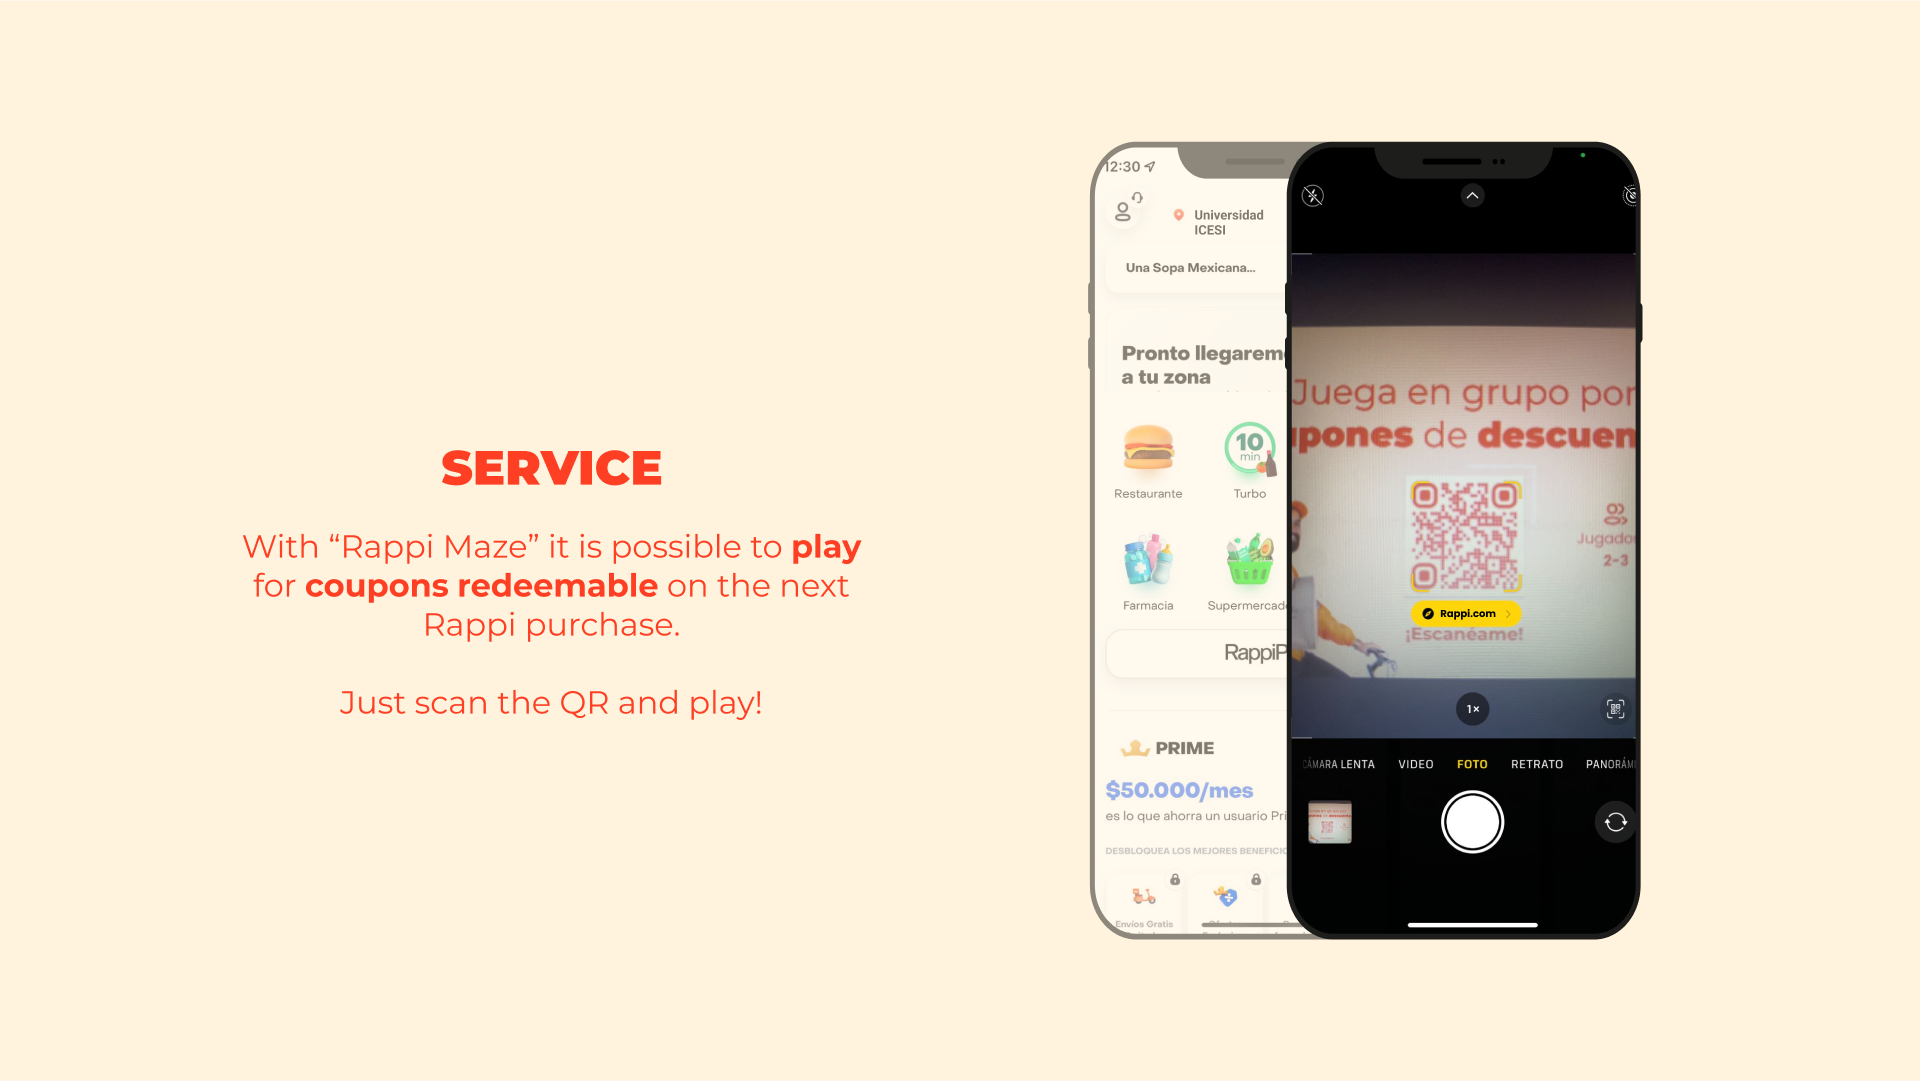 SERVICE
With “Rappi Maze” it is possible to play
for coupons redeemable on the next
Rappi purchase.
Just scan the QR and play!
12:30
Universidad
ICESI
Una Sopa Mexicana...
Pronto llegarem
a tu zona
10
min
Restaurante
Turbo
Farmacia
Supermercad
RappiP
PRIME
$50.000/mes
es lo que ahorra un usuario Pri
DESBLOQUEA LOS MEJORES BENEFICIO
Envíos Gratis
Juega en grupo por
pones de descuen
Jugado
2-3
Rappi.com
¡Escanéame!
1×
CÁMARA LENTA
VIDEO
FOTO
RETRATO
PANORÁMI